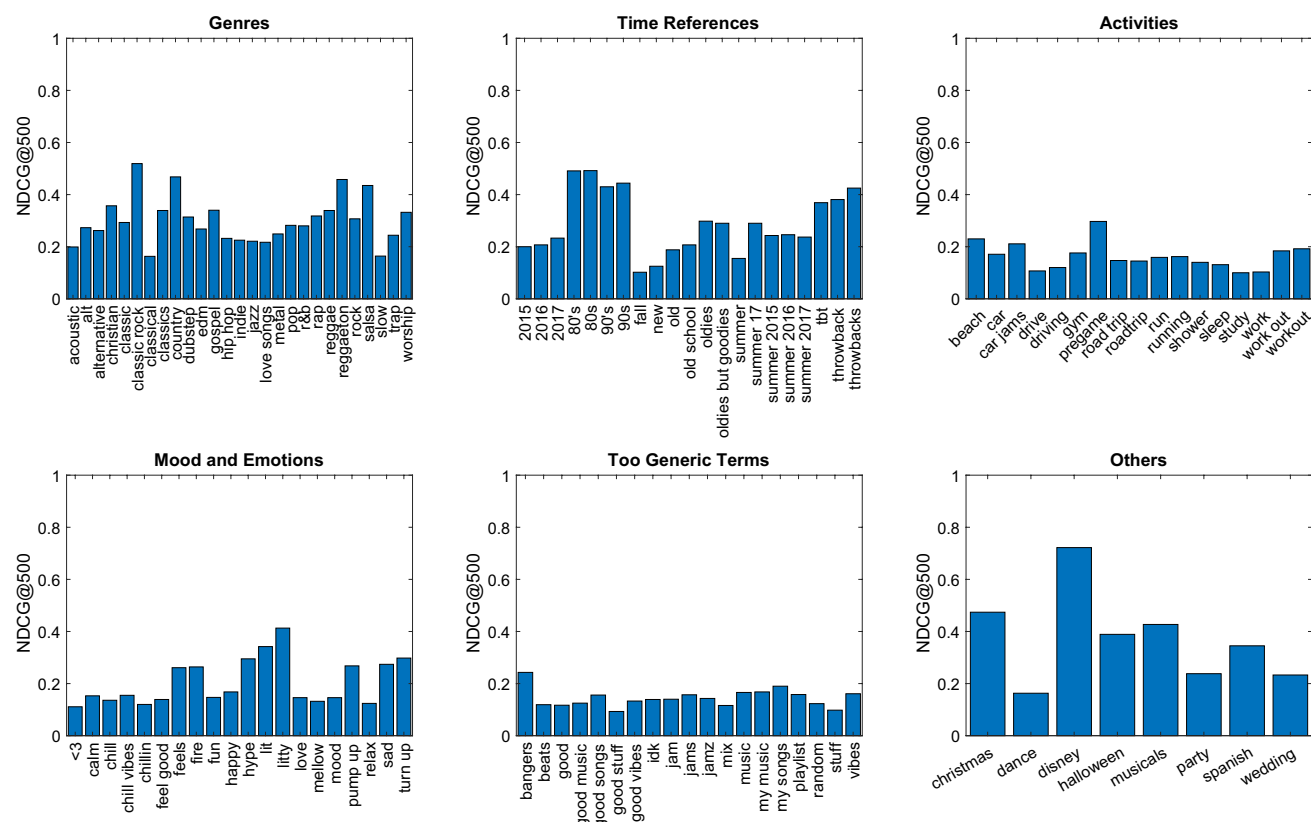 Genres
NDCG@500
1
0.8
0.6
0.4
0.2
0
acoustic
alt
alternative
christian
classic
classic rock
classical
classics
country
dubstep
edm
gospel
hip hop
indie
jazz
love songs
metal
pop
r&b
rap
reggae
reggaeton
rock
salsa
slow
trap
worship
Time References
NDCG@500
1
0.8
0.6
0.4
0.2
0
2015
2016
2017
80's
80s
90's
90s
fall
new
old
old school
oldies
oldies but goodies
summer
summer 17
summer 2015
summer 2016
summer 2017
tbt
throwback
throwbacks
Activities
NDCG@500
1
0.8
0.6
0.4
0.2
0
beach
car
car jams
drive
driving
gym
pregame
road trip
roadtrip
run
running
shower
sleep
study
work
work out
workout
Mood and Emotions
NDCG@500
1
0.8
0.6
0.4
0.2
0
<3
calm
chill
chill vibes
chillin
feel good
feels
fire
fun
happy
hype
lit
litty
love
mellow
mood
pump up
relax
sad
turn up
Too Generic Terms
NDCG@500
1
0.8
0.6
0.4
0.2
0
bangers
beats
good
good music
good songs
good stuff
good vibes
idk
jam
jams
jamz
mix
music
my music
my songs
playlist
random
stuff
vibes
Others
NDCG@500
1
0.8
0.6
0.4
0.2
0
christmas
dance
disney
halloween
musicals
party
spanish
wedding